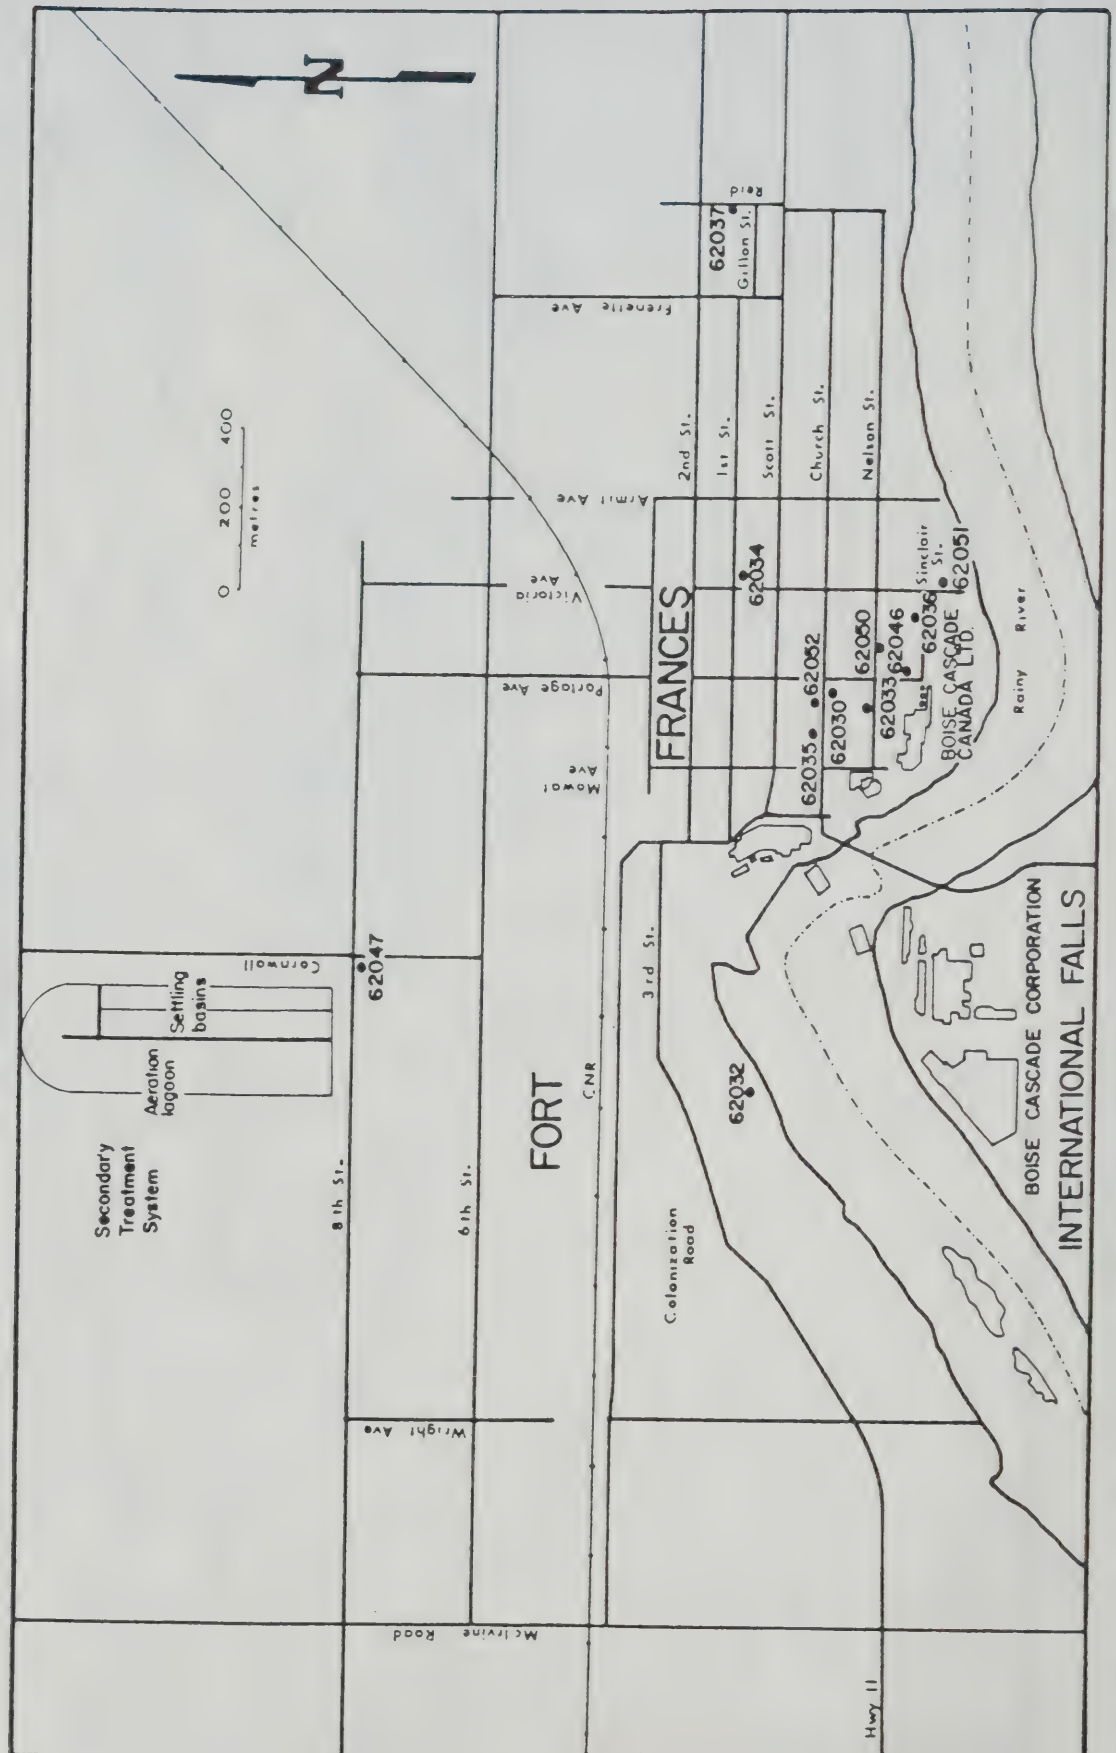 N
0 200 400
metres
Secondary
Treatment
System
Aeration
lagoon
Settling
basins
Cornwall
62047
8th St.
6th St.
McIrvine Road
Wright Ave
FORT
FRANCES
CNR
Mowat
Ave
Portage Ave
Victoria
Ave
Armit Ave
Frenette Ave
Reid
62037
Gillon St.
2nd St.
1st St.
Scott St.
Church St.
Nelson St.
Sinclair
St.
3rd St.
Colonization
Road
Hwy 11
62032
62034
62052
62035
62030
62050
62033
62046
62036
62051
BOISE CASCADE
CANADA LTD.
Rainy River
BOISE CASCADE CORPORATION
INTERNATIONAL FALLS